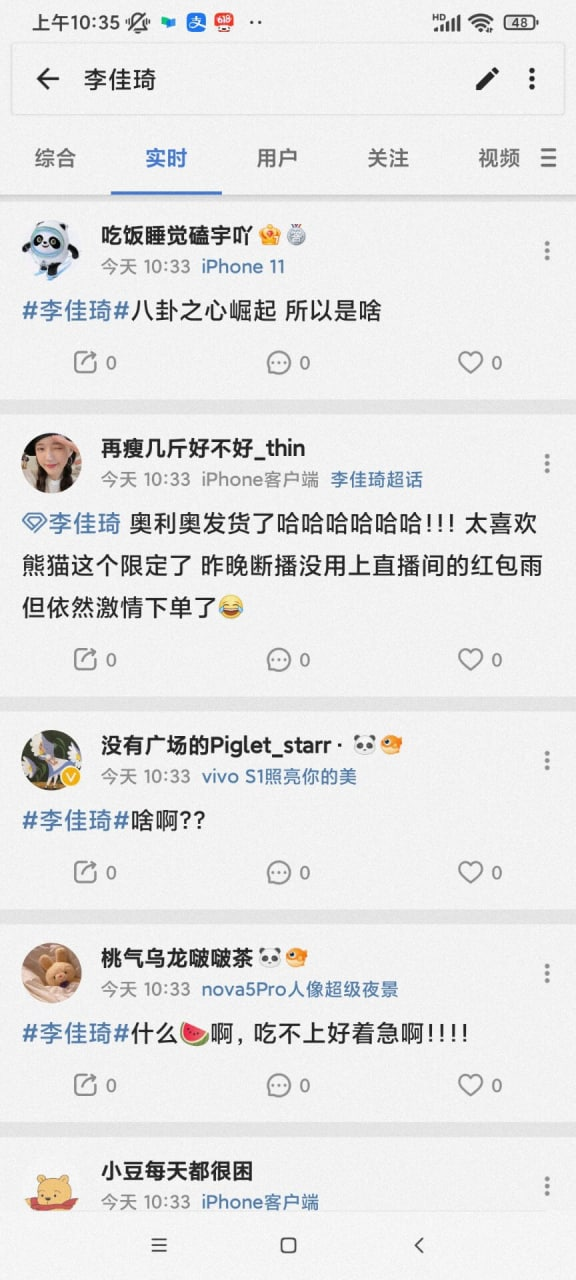 上午10:35 HD 48
支 618
李佳琦
综合 实时 用户 关注 视频
吃饭睡觉磕宇吖
今天 10:33 iPhone 11
#李佳琦#八卦之心崛起 所以是啥
0 0 0
再瘦几斤好不好_thin
今天 10:33 iPhone客户端 李佳琦超话
李佳琦 奥利奥发货了哈哈哈哈哈哈!!! 太喜欢
熊猫这个限定了 昨晚断播没用上直播间的红包雨
但依然激情下单了😂
0 0 0
没有广场的Piglet_starr ·
今天 10:33 vivo S1照亮你的美
#李佳琦#啥啊??
0 0 0
桃气乌龙啵啵茶
今天 10:33 nova5Pro人像超级夜景
#李佳琦#什么🍉啊, 吃不上好着急啊!!!!
0 0 0
小豆每天都很困
今天 10:33 iPhone客户端